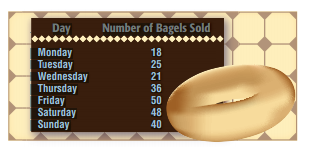 Day Number of Bagels Sold
Monday 18
Tuesday 25
Wednesday 21
Thursday 36
Friday 50
Saturday 48
Sunday 40